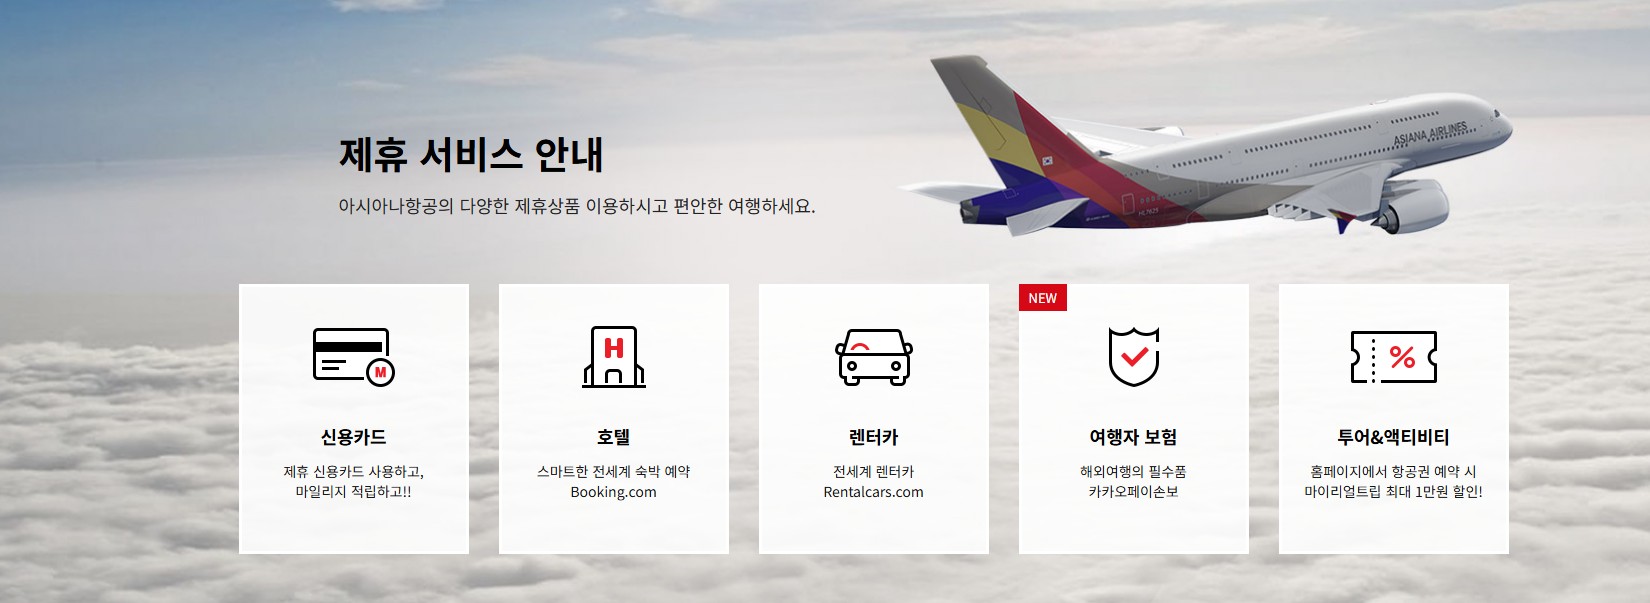 제휴 서비스 안내
아시아나항공의 다양한 제휴상품 이용하시고 편안한 여행하세요.
ASIANA AIRLINES
HL7625
M
신용카드
제휴 신용카드 사용하고,
마일리지 적립하고!!
H
호텔
스마트한 전세계 숙박 예약
Booking.com
렌터카
전세계 렌터카
Rentalcars.com
NEW
여행자 보험
해외여행의 필수품
카카오페이손보
%
투어&액티비티
홈페이지에서 항공권 예약 시
마이리얼트립 최대 1만원 할인!